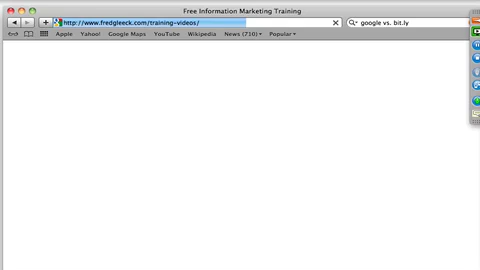 Free Information Marketing Training
http://www.fredgleeck.com/training-videos/
google vs. bit.ly
Apple Yahoo! Google Maps YouTube Wikipedia News (710) Popular